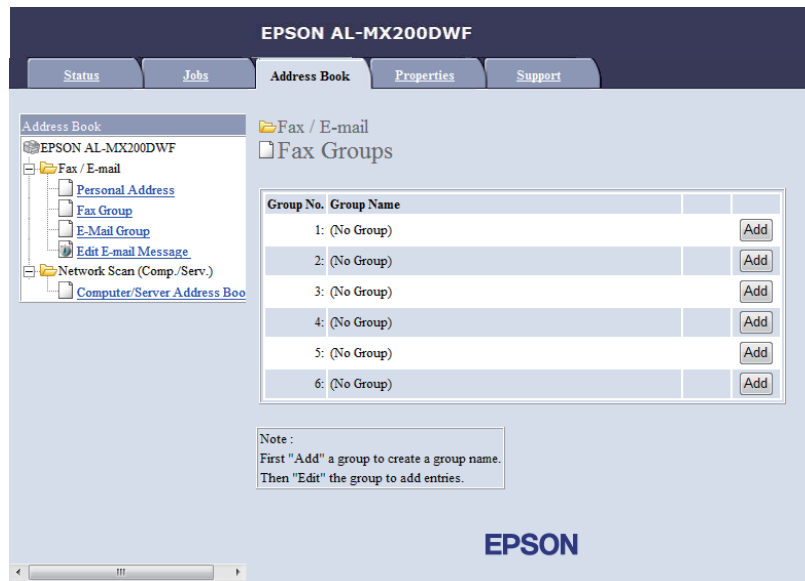 EPSON AL-MX200DWF
Status Jobs Address Book Properties Support
Address Book
EPSON AL-MX200DWF
Fax / E-mail
Personal Address
Fax Group
E-Mail Group
Edit E-mail Message
Network Scan (Comp./Serv.)
Computer/Server Address Boo
Fax / E-mail
Fax Groups
Group No. Group Name
1: (No Group) Add
2: (No Group) Add
3: (No Group) Add
4: (No Group) Add
5: (No Group) Add
6: (No Group) Add
Note :
First "Add" a group to create a group name.
Then "Edit" the group to add entries.
EPSON